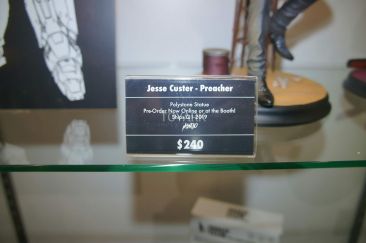 Jesse Custer - Preacher
Polystone Statue
Pre-Order Now Online or at the Booth!
Ships Q1 2017
$240